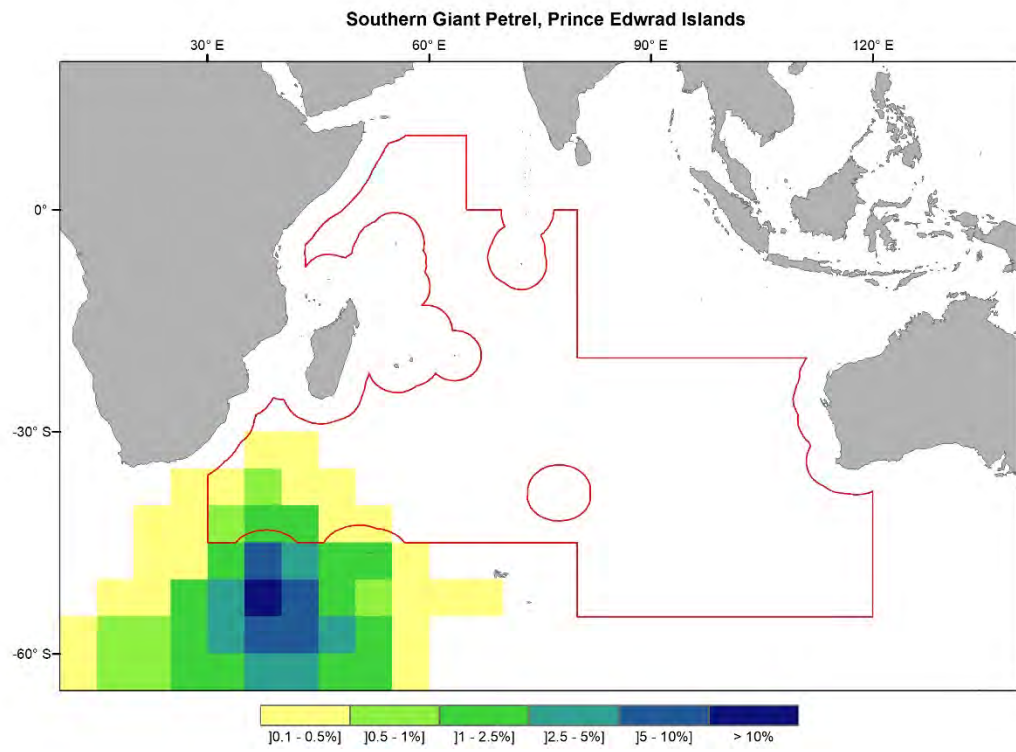 Southern Giant Petrel, Prince Edwrad Islands
30° E 60° E 90° E 120° E
0°
-30° S
-60° S
]0.1 - 0.5%] ]0.5 - 1%] ]1 - 2.5%] ]2.5 - 5%] ]5 - 10%] > 10%